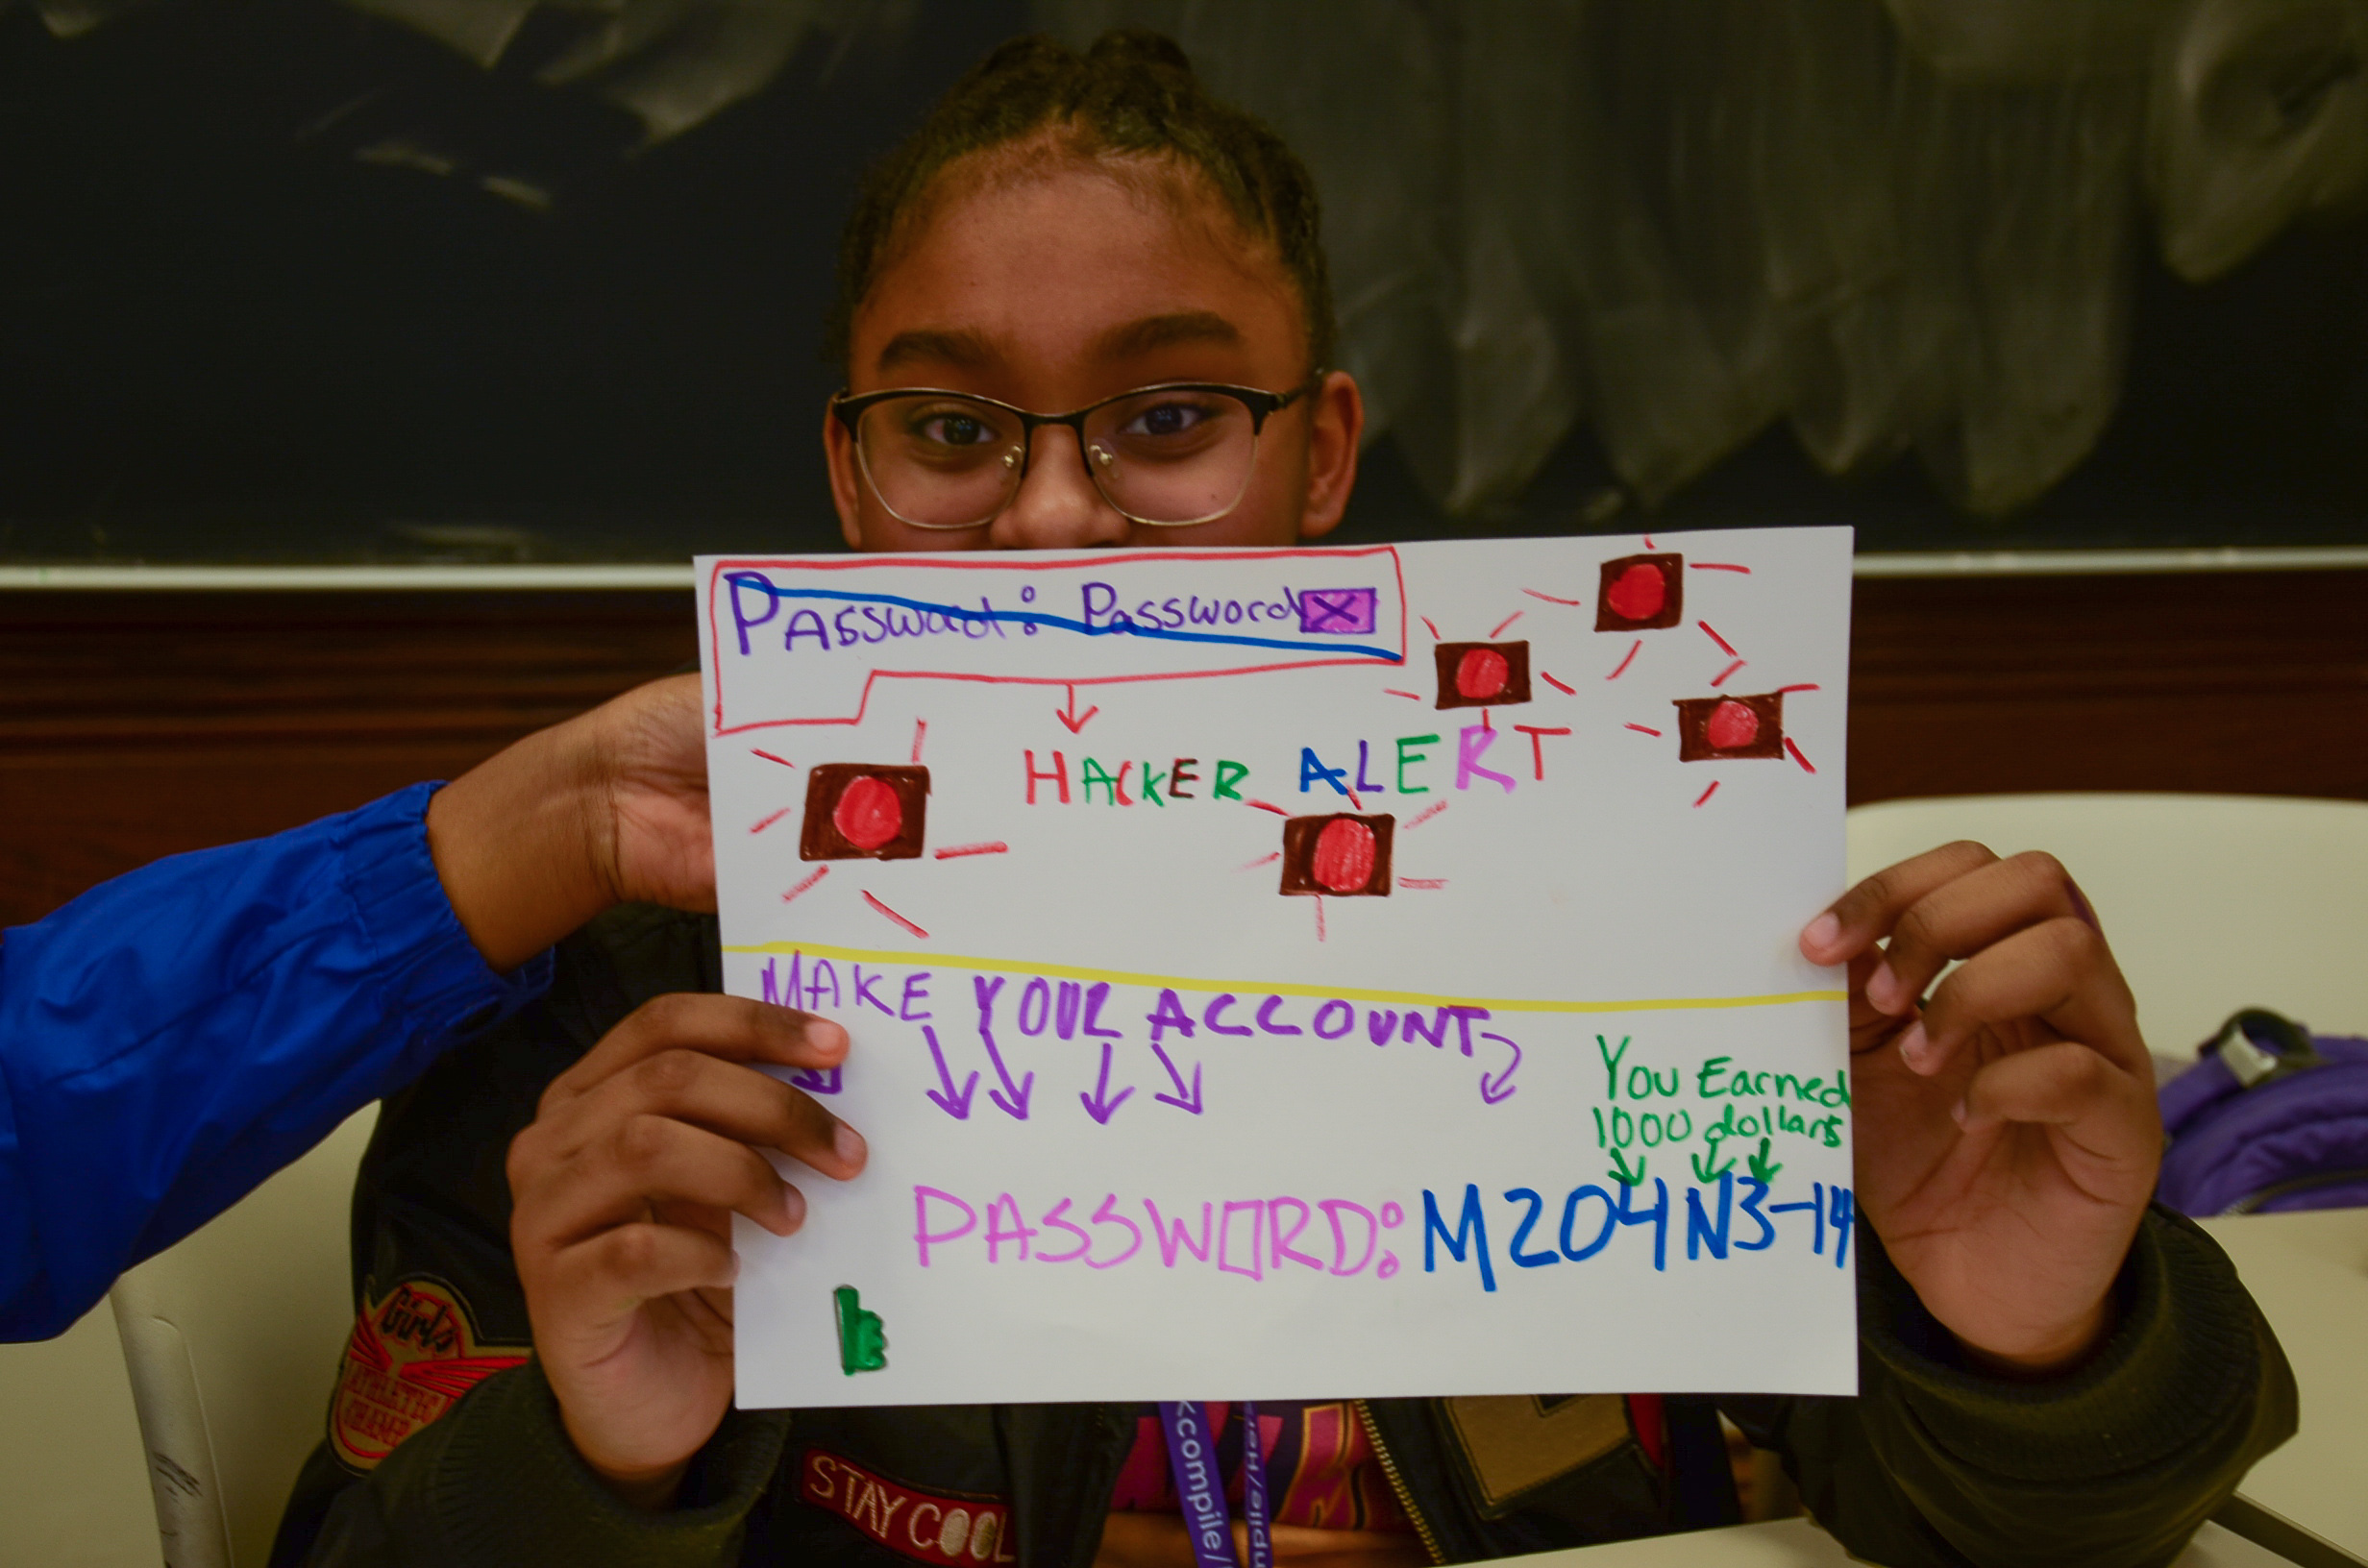 Password: Password
HACKER ALERT
MAKE YOUR ACCOUNT
You Earned
1000 dollars
PASSWORD: M204N3-14
Girls
ATHLETIC
CHAMP
STAY COOL
kcompile/